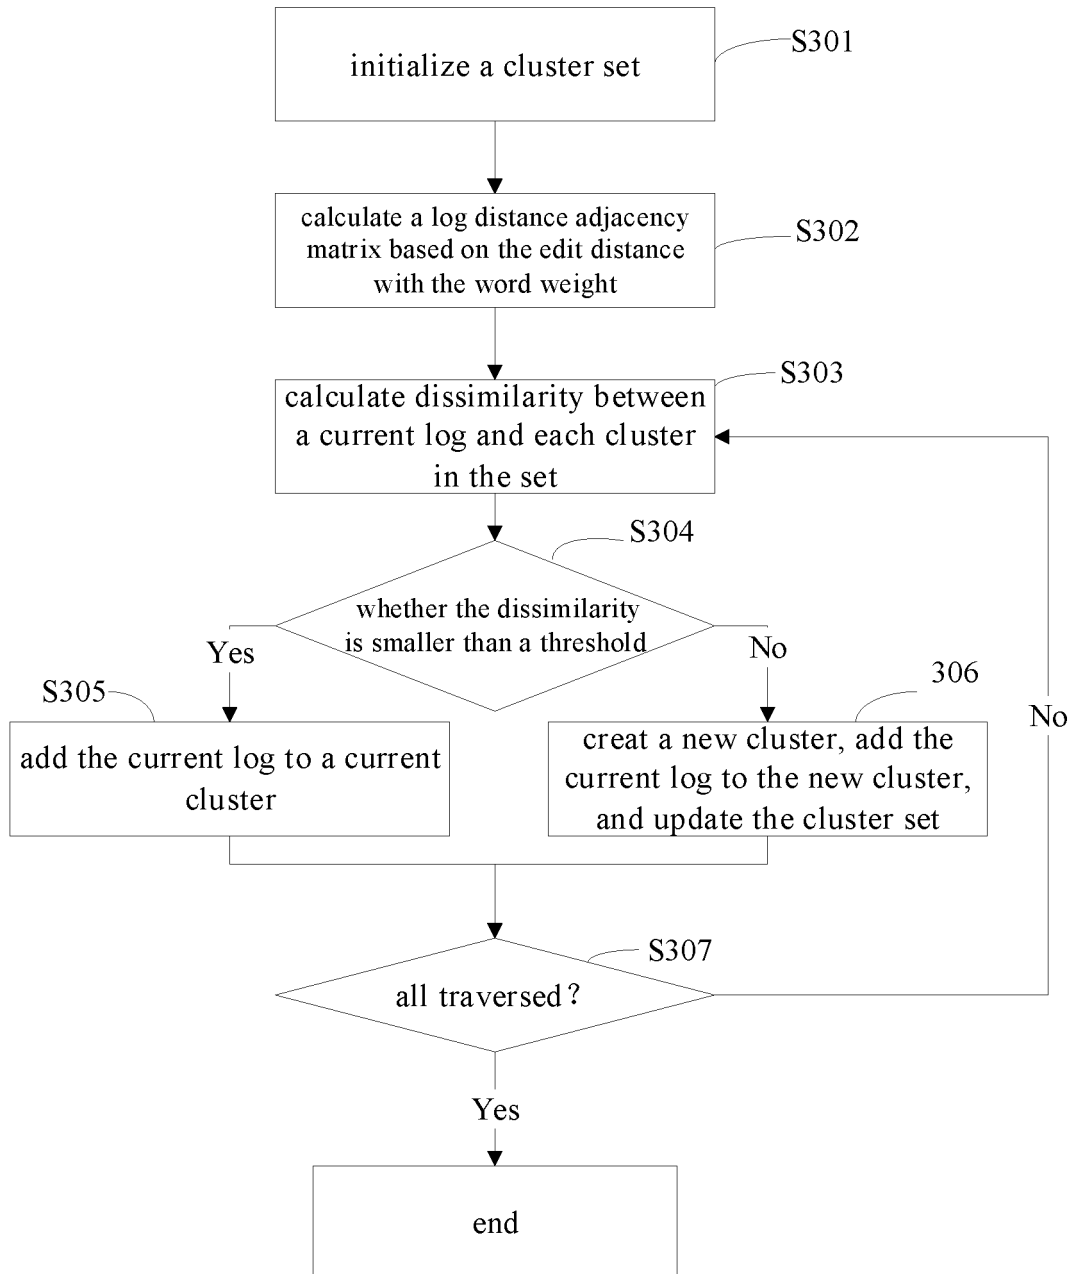 initialize a cluster set
S301
calculate a log distance adjacency
matrix based on the edit distance
with the word weight
S302
calculate dissimilarity between
a current log and each cluster
in the set
S303
S304
whether the dissimilarity
is smaller than a threshold
Yes
No
S305
add the current log to a current
cluster
306
creat a new cluster, add the
current log to the new cluster,
and update the cluster set
No
S307
all traversed?
Yes
end